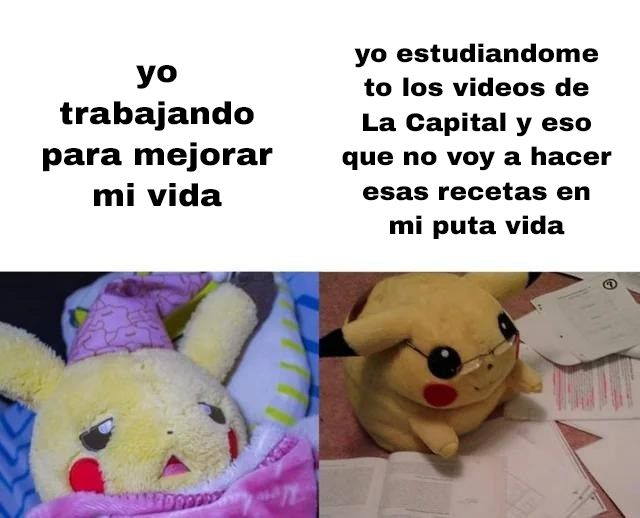 yo
trabajando
para mejorar
mi vida
yo estudiandome
to los videos de
La Capital y eso
que no voy a hacer
esas recetas en
mi puta vida